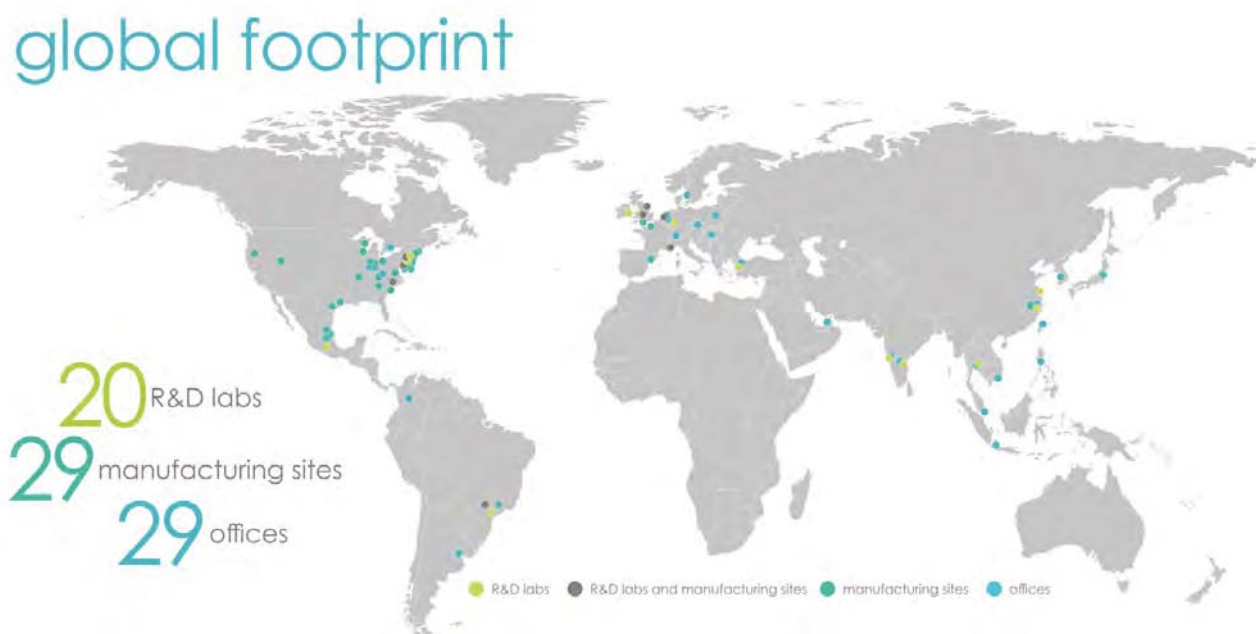 global footprint
20 R&D labs
29 manufacturing sites
29 offices
R&D labs R&D labs and manufacturing sites manufacturing sites offices